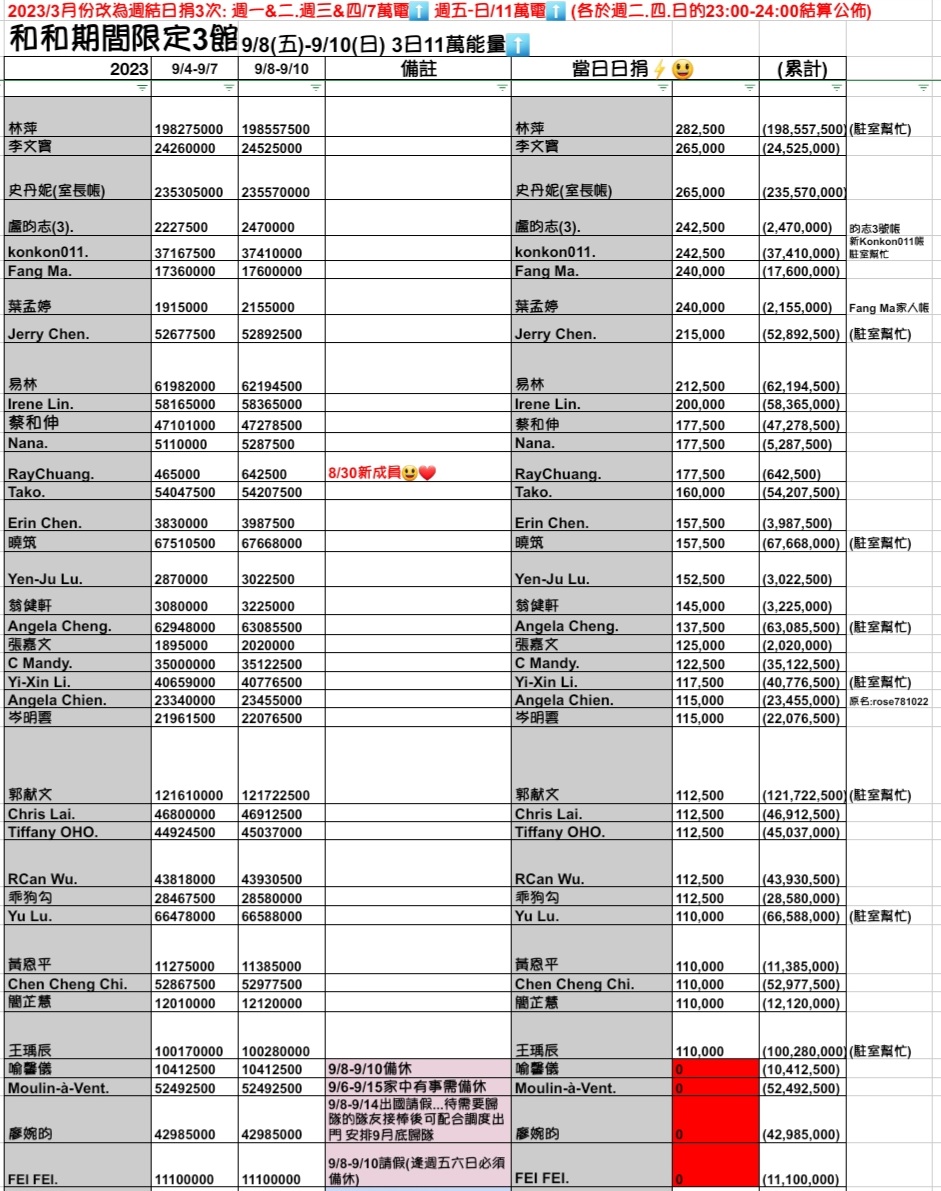 2023/3月份改為週結日捐3次: 週一&二.週三&四/7萬電⬆️ 週五-日/11萬電⬆️ (各於週二.四.日的23:00-24:00結算公佈)
和和期間限定3館 9/8(五)-9/10(日) 3日11萬能量⬆️
2023 9/4-9/7 9/8-9/10 備註 當日日捐⚡😃 (累計)
林萍 198275000 198557500 林萍 282,500 (198,557,500) (駐室幫忙)
李文寶 24260000 24525000 李文寶 265,000 (24,525,000)
史丹妮(室長帳) 235305000 235570000 史丹妮(室長帳) 265,000 (235,570,000)
盧昀志(3). 2227500 2470000 盧昀志(3). 242,500 (2,470,000) 昀志3號帳
konkon011. 37167500 37410000 konkon011. 242,500 (37,410,000) 新Konkon011帳 駐室幫忙
Fang Ma. 17360000 17600000 Fang Ma. 240,000 (17,600,000)
葉孟婷 1915000 2155000 葉孟婷 240,000 (2,155,000) Fang Ma家人帳
Jerry Chen. 52677500 52892500 Jerry Chen. 215,000 (52,892,500) (駐室幫忙)
易林 61982000 62194500 易林 212,500 (62,194,500)
Irene Lin. 58165000 58365000 Irene Lin. 200,000 (58,365,000)
蔡和伸 47101000 47278500 蔡和伸 177,500 (47,278,500)
Nana. 5110000 5287500 Nana. 177,500 (5,287,500)
RayChuang. 465000 642500 8/30新成員😃❤️ RayChuang. 177,500 (642,500)
Tako. 54047500 54207500 Tako. 160,000 (54,207,500)
Erin Chen. 3830000 3987500 Erin Chen. 157,500 (3,987,500)
曉筑 67510500 67668000 曉筑 157,500 (67,668,000) (駐室幫忙)
Yen-Ju Lu. 2870000 3022500 Yen-Ju Lu. 152,500 (3,022,500)
翁健軒 3080000 3225000 翁健軒 145,000 (3,225,000)
Angela Cheng. 62948000 63085500 Angela Cheng. 137,500 (63,085,500) (駐室幫忙)
張嘉文 1895000 2020000 張嘉文 125,000 (2,020,000)
C Mandy. 35000000 35122500 C Mandy. 122,500 (35,122,500)
Yi-Xin Li. 40659000 40776500 Yi-Xin Li. 117,500 (40,776,500) (駐室幫忙)
Angela Chien. 23340000 23455000 Angela Chien. 115,000 (23,455,000) 原名:rose781022
岑明雲 21961500 22076500 岑明雲 115,000 (22,076,500)
郭献文 121610000 121722500 郭献文 112,500 (121,722,500) (駐室幫忙)
Chris Lai. 46800000 46912500 Chris Lai. 112,500 (46,912,500)
Tiffany OHO. 44924500 45037000 Tiffany OHO. 112,500 (45,037,000)
RCan Wu. 43818000 43930500 RCan Wu. 112,500 (43,930,500)
乖狗勾 28467500 28580000 乖狗勾 112,500 (28,580,000)
Yu Lu. 66478000 66588000 Yu Lu. 110,000 (66,588,000) (駐室幫忙)
黃恩平 11275000 11385000 黃恩平 110,000 (11,385,000)
Chen Cheng Chi. 52867500 52977500 Chen Cheng Chi. 110,000 (52,977,500)
簡芷慧 12010000 12120000 簡芷慧 110,000 (12,120,000)
王瑀辰 100170000 100280000 王瑀辰 110,000 (100,280,000) (駐室幫忙)
喻馨儀 10412500 10412500 9/8-9/10備休 喻馨儀 0 (10,412,500)
Moulin-à-Vent. 52492500 52492500 9/6-9/15家中有事需備休 Moulin-à-Vent. 0 (52,492,500)
9/8-9/14出國請假...待需要歸
隊的隊友接棒後可配合調度出
廖婉昀 42985000 42985000 門 安排9月底歸隊 廖婉昀 0 (42,985,000)
9/8-9/10請假(逢週五六日必須
FEI FEI. 11100000 11100000 備休) FEI FEI. 0 (11,100,000)